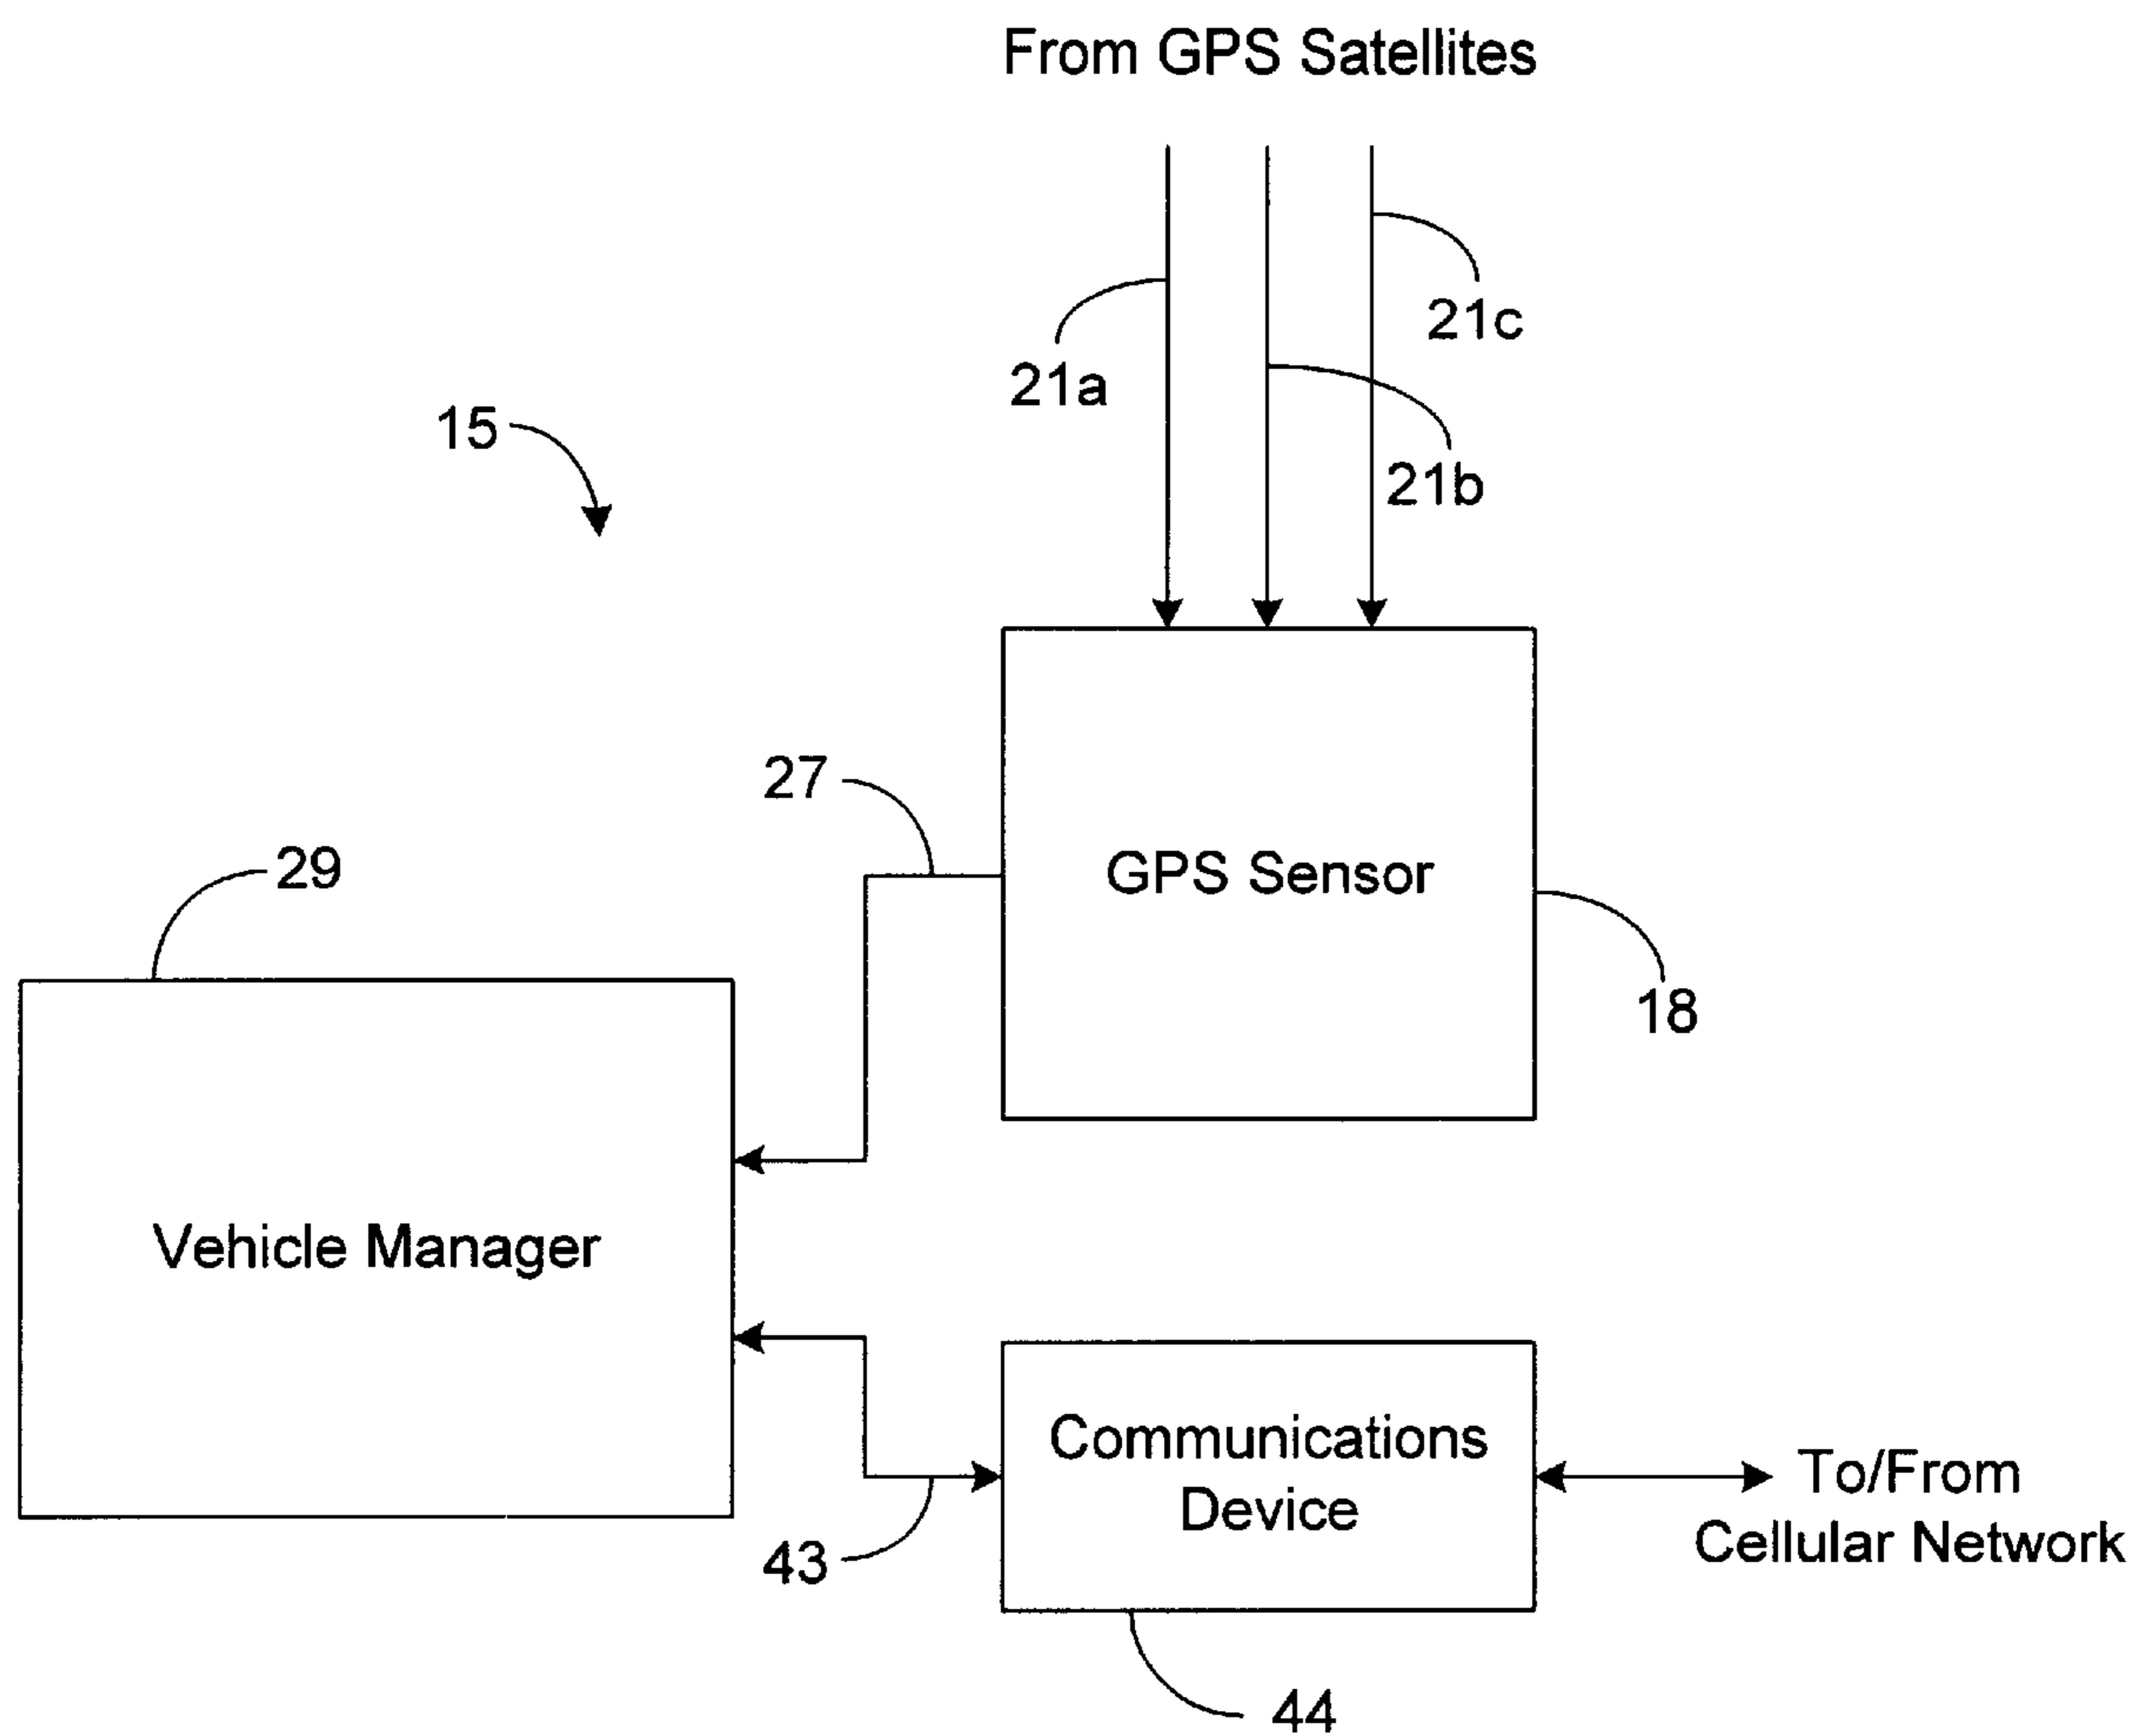 From GPS Satellites
21c
21a
15
21b
27
GPS Sensor
29
18
Vehicle Manager
Communications
Device
To/From
Cellular Network
43
44